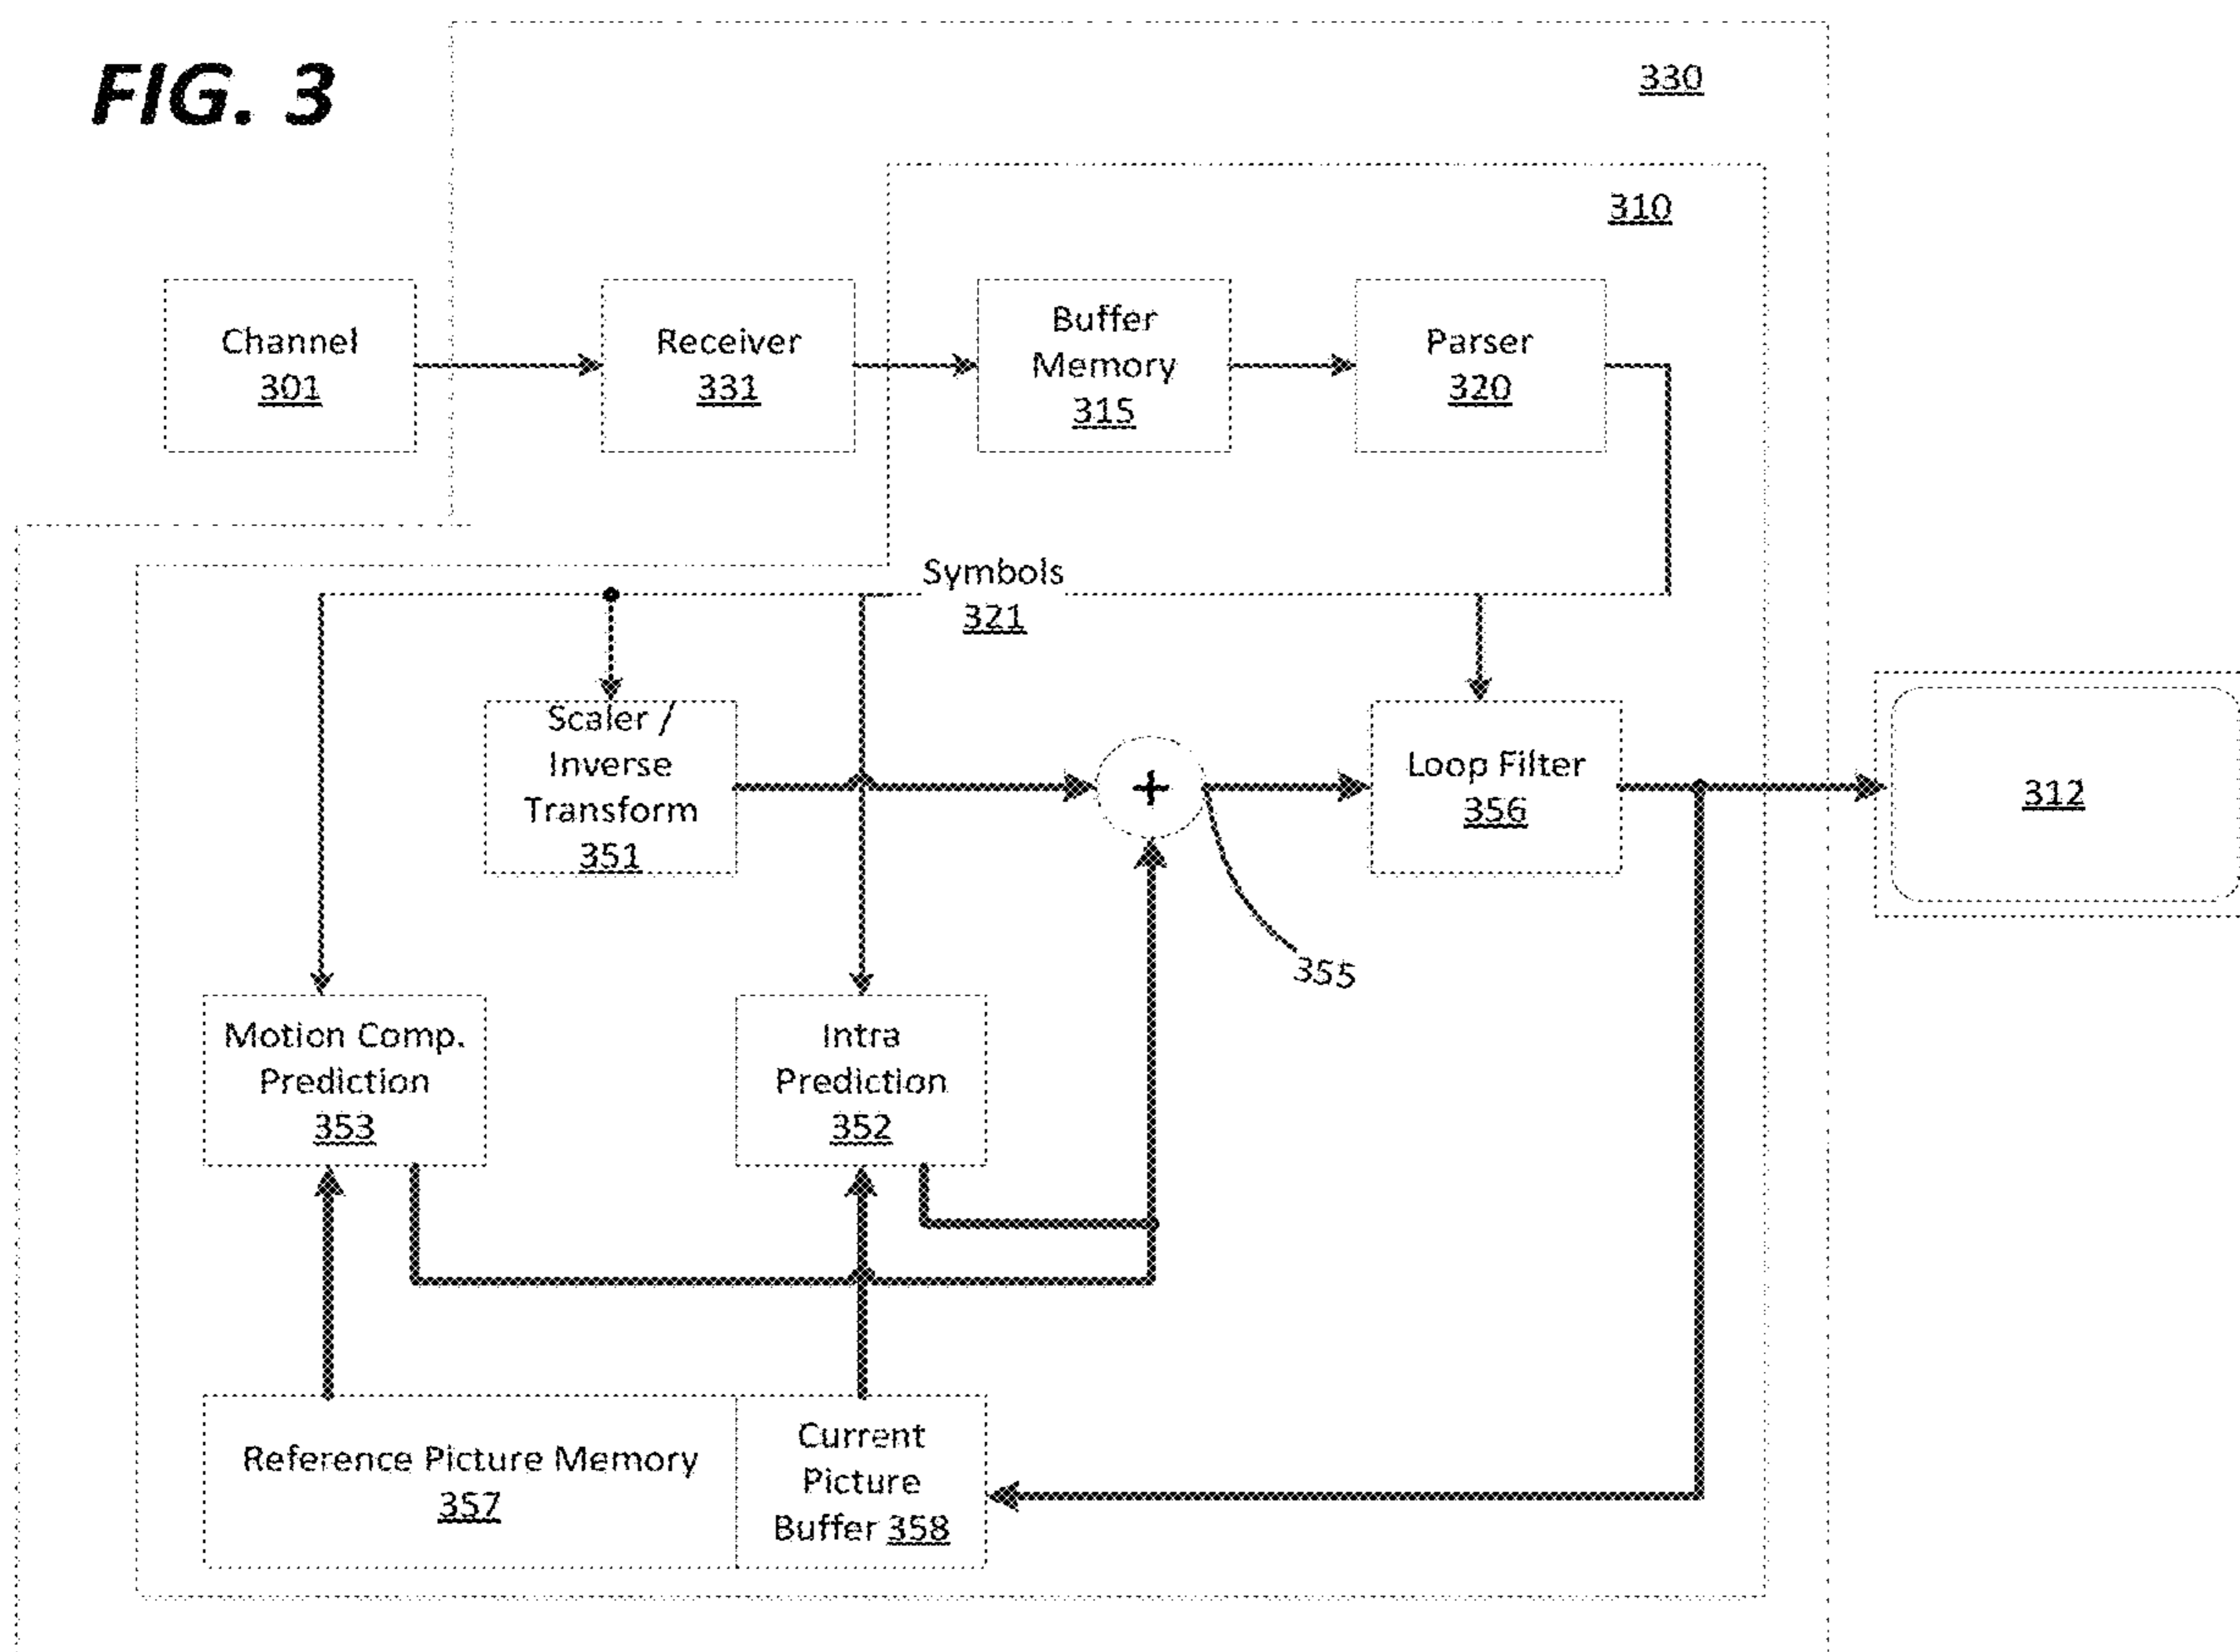 FIG. 3
330
310
Channel
301
Receiver
331
Buffer
Memory
315
Parser
320
Symbols
321
Scaler /
Inverse
Transform
351
+
Loop Filter
356
312
355
Motion Comp.
Prediction
353
Intra
Prediction
352
Reference Picture Memory
357
Current
Picture
Buffer 358